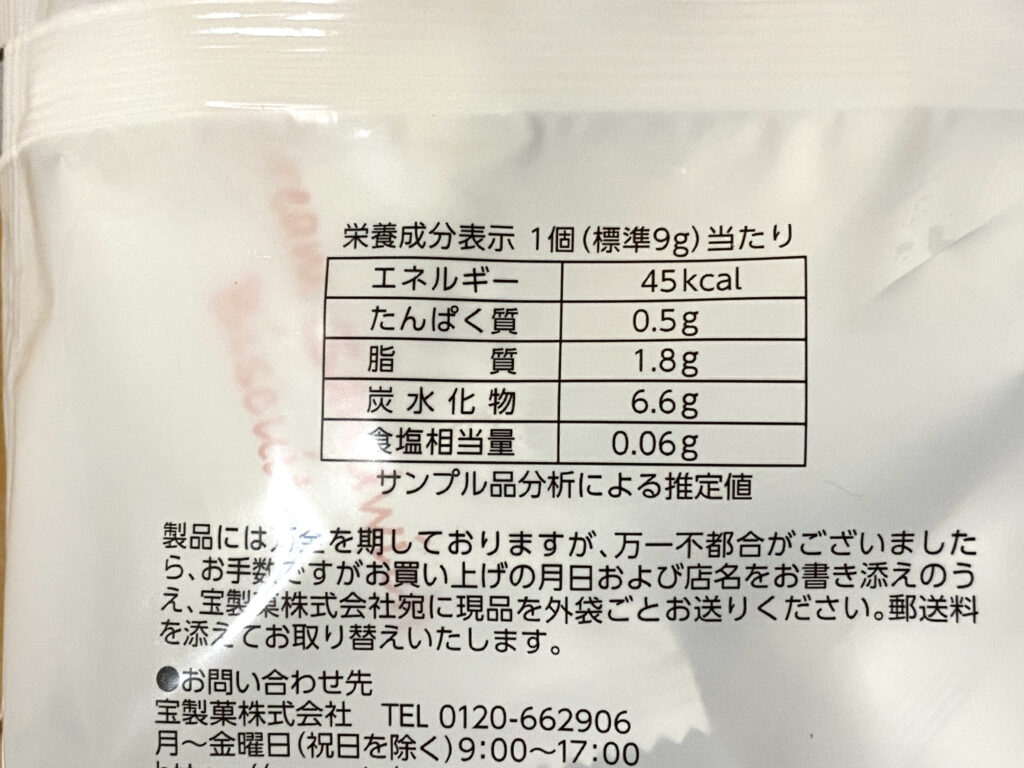 栄養成分表示 1個(標準9g)当たり
エネルギー 45kcal
たんぱく質 0.5g
脂質 1.8g
炭水化物 6.6g
食塩相当量 0.06g
サンプル品分析による推定値
製品には万全を期しておりますが、万一不都合がございました
ら、お手数ですがお買い上げの月日および店名をお書き添えのう
え、宝製菓株式会社宛に現品を外袋ごとお送りください。郵送料
を添えてお取り替えいたします。
●お問い合わせ先
宝製菓株式会社 TEL 0120-662906
月~金曜日(祝日を除く)9:00~17:00